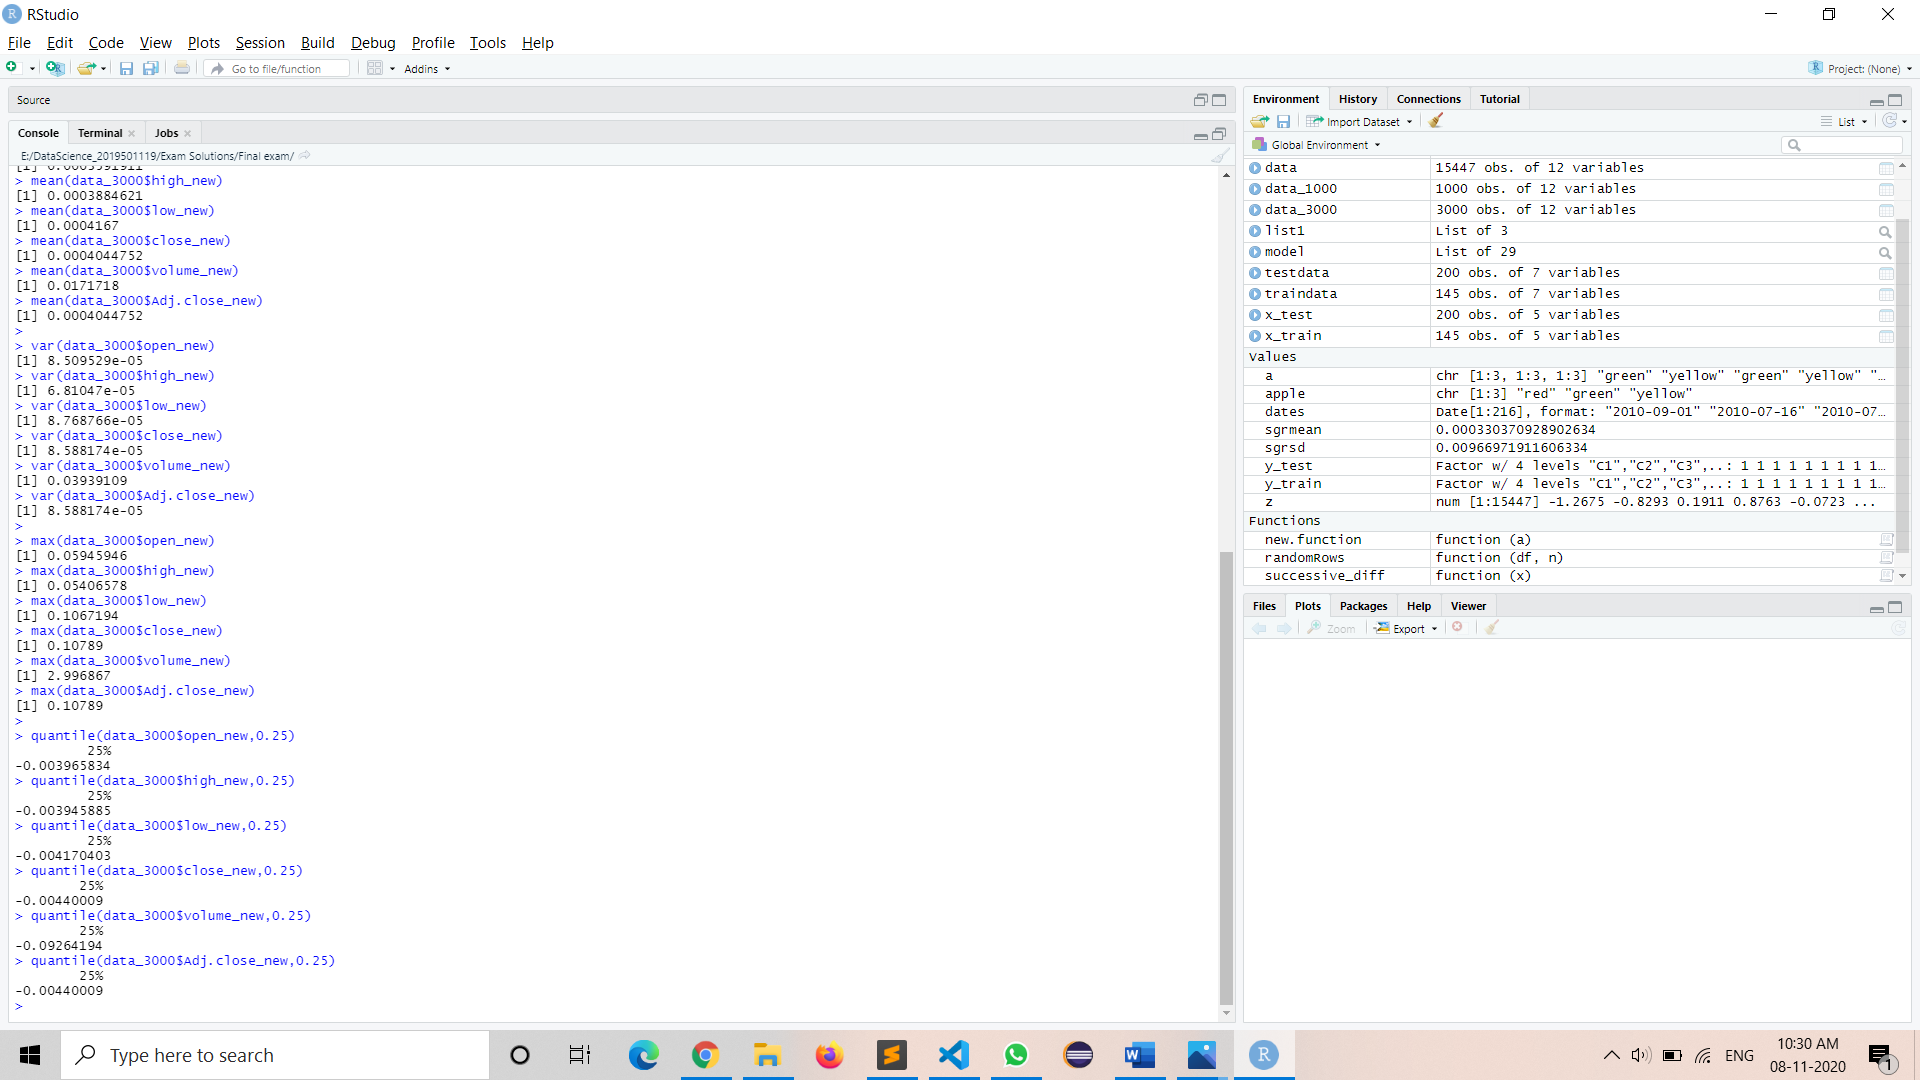 RStudio
File Edit Code View Plots Session Build Debug Profile Tools Help
Go to file/function Addins Project: (None)
Source
Console Terminal Jobs
E:/DataScience_2019501119/Exam Solutions/Final exam/
> mean(data_3000$high_new)
[1] 0.0003884621
> mean(data_3000$low_new)
[1] 0.0004167
> mean(data_3000$close_new)
[1] 0.0004044752
> mean(data_3000$volume_new)
[1] 0.0171718
> mean(data_3000$Adj.close_new)
[1] 0.0004044752
>
> var(data_3000$open_new)
[1] 8.509529e-05
> var(data_3000$high_new)
[1] 6.81047e-05
> var(data_3000$low_new)
[1] 8.768766e-05
> var(data_3000$close_new)
[1] 8.588174e-05
> var(data_3000$volume_new)
[1] 0.03939109
> var(data_3000$Adj.close_new)
[1] 8.588174e-05
>
> max(data_3000$open_new)
[1] 0.05945946
> max(data_3000$high_new)
[1] 0.05406578
> max(data_3000$low_new)
[1] 0.1067194
> max(data_3000$close_new)
[1] 0.10789
> max(data_3000$volume_new)
[1] 2.996867
> max(data_3000$Adj.close_new)
[1] 0.10789
>
> quantile(data_3000$open_new,0.25)
25%
-0.003965834
> quantile(data_3000$high_new,0.25)
25%
-0.003945885
> quantile(data_3000$low_new,0.25)
25%
-0.004170403
> quantile(data_3000$close_new,0.25)
25%
-0.00440009
> quantile(data_3000$volume_new,0.25)
25%
-0.09264194
> quantile(data_3000$Adj.close_new,0.25)
25%
-0.00440009
>
Environment History Connections Tutorial
Import Dataset List
Global Environment
data 15447 obs. of 12 variables
data_1000 1000 obs. of 12 variables
data_3000 3000 obs. of 12 variables
list1 List of 3
model List of 29
testdata 200 obs. of 7 variables
traindata 145 obs. of 7 variables
x_test 200 obs. of 5 variables
x_train 145 obs. of 5 variables
Values
a chr [1:3, 1:3, 1:3] "green" "yellow" "green" "yellow" "…
apple chr [1:3] "red" "green" "yellow"
dates Date[1:216], format: "2010-09-01" "2010-07-16" "2010-07…
sgrmean 0.000330370928902634
sgrsd 0.00966971911606334
y_test Factor w/ 4 levels "C1","C2","C3",..: 1 1 1 1 1 1 1 1 1…
y_train Factor w/ 4 levels "C1","C2","C3",..: 1 1 1 1 1 1 1 1 1…
z num [1:15447] -1.2675 -0.8293 0.1911 0.8763 -0.0723 ...
Functions
new.function function (a)
randomRows function (df, n)
successive_diff function (x)
Files Plots Packages Help Viewer
Zoom Export
Type here to search
ENG
10:30 AM
08-11-2020
1